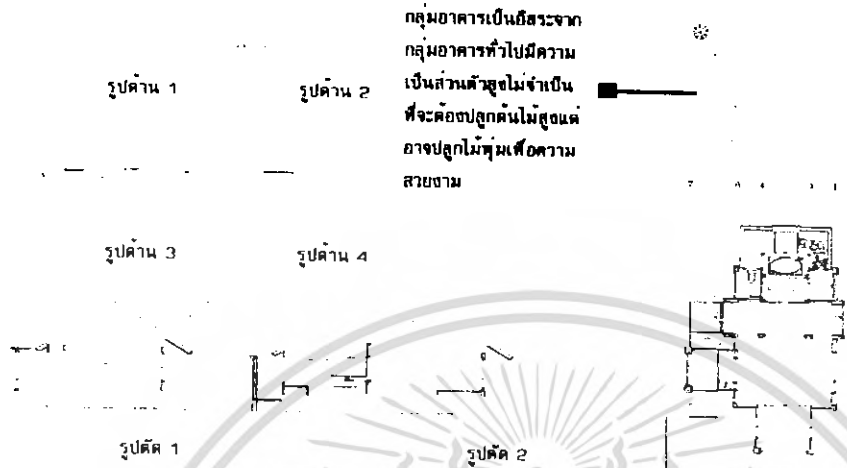 กลุ่มอาคารเป็นอิสระจาก
กลุ่มอาคารทั่วไปมีความ
เป็นส่วนตัวสูงไม่จำเป็น
ที่จะต้องปลูกต้นไม้สูงแต่
อาจปลูกไม้พุ่มเพื่อความ
สวยงาม
รูปด้าน 1
รูปด้าน 2
รูปด้าน 3
รูปด้าน 4
รูปตัด 1
รูปตัด 2